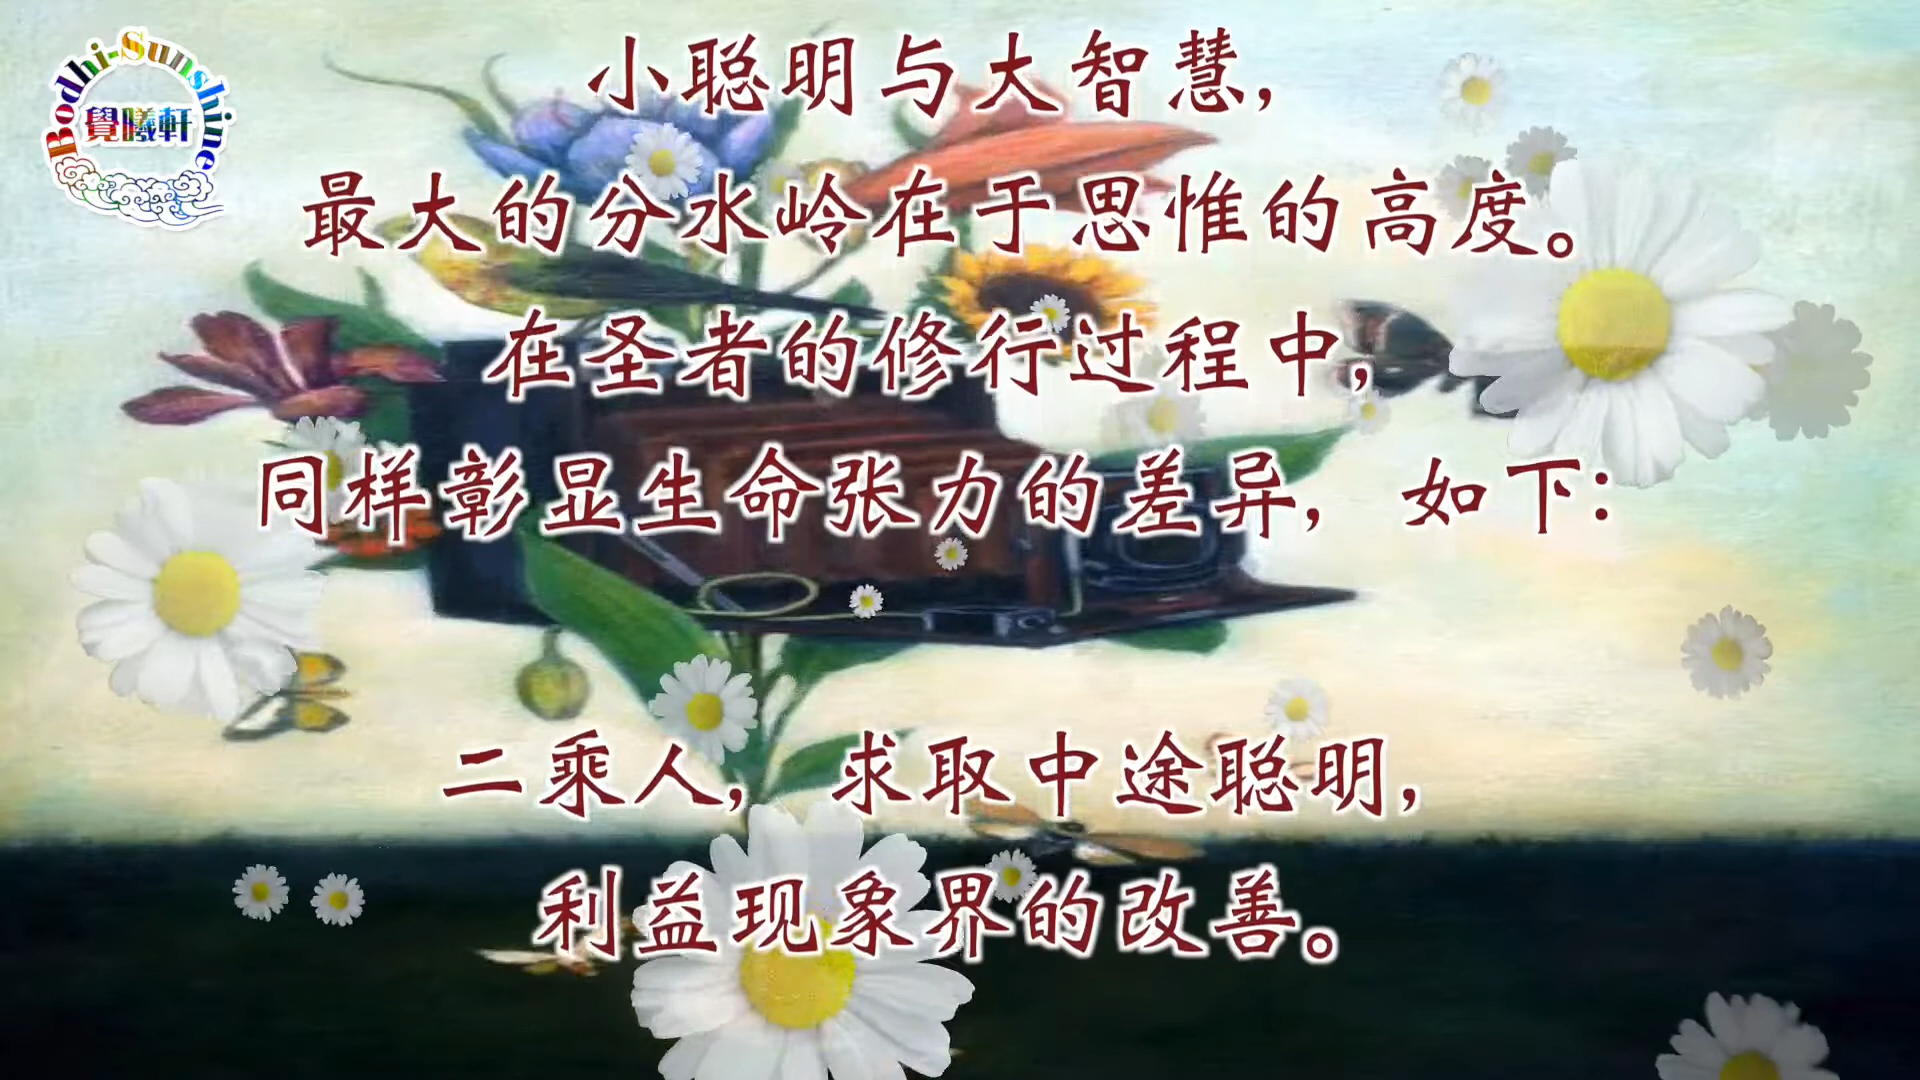 Bodhi-Sunshine
覺曦軒
小聪明与大智慧,
最大的分水岭在于思惟的高度。
在圣者的修行过程中,
同样彰显生命张力的差异, 如下:
二乘人, 求取中途聪明,
利益现象界的改善。